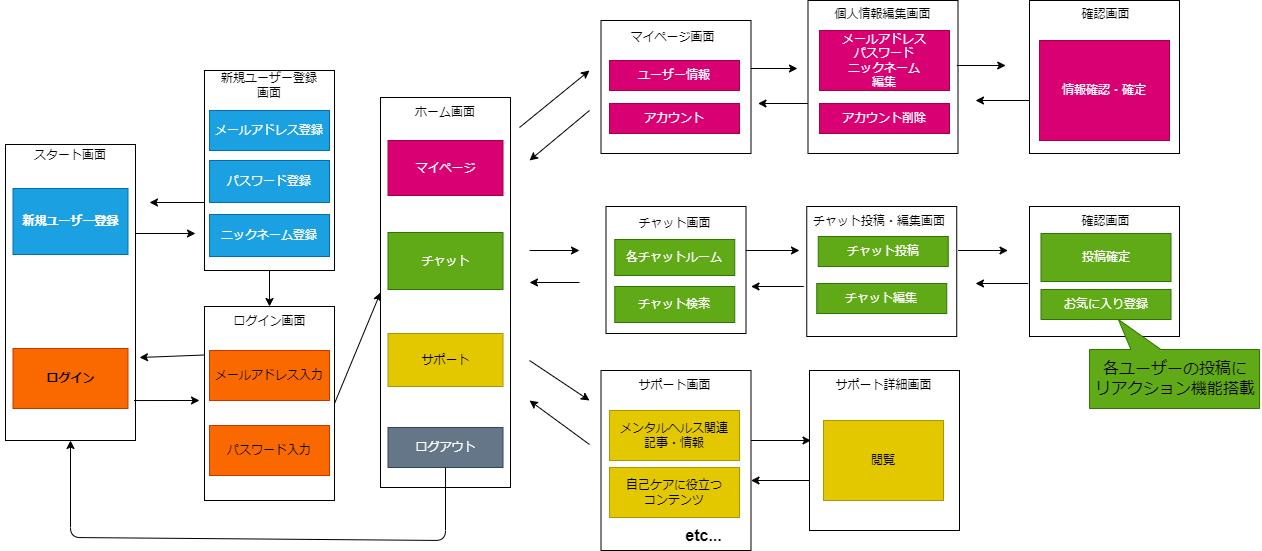 スタート画面
新規ユーザー登録
ログイン
新規ユーザー登録
画面
メールアドレス登録
パスワード登録
ニックネーム登録
ログイン画面
メールアドレス入力
パスワード入力
ホーム画面
マイページ
チャット
サポート
ログアウト
マイページ画面
ユーザー情報
アカウント
個人情報編集画面
メールアドレス
パスワード
ニックネーム
編集
アカウント削除
確認画面
情報確認・確定
チャット画面
各チャットルーム
チャット検索
チャット投稿・編集画面
チャット投稿
チャット編集
確認画面
投稿確定
お気に入り登録
各ユーザーの投稿に
リアクション機能搭載
サポート画面
メンタルヘルス関連
記事・情報
自己ケアに役立つ
コンテンツ
etc...
サポート詳細画面
閲覧